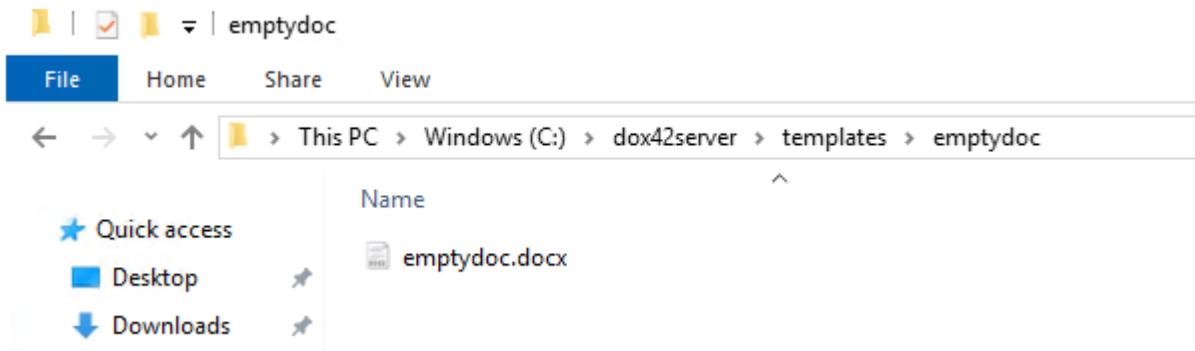 emptydoc
File Home Share View
This PC > Windows (C:) > dox42server > templates > emptydoc
Name
Quick access
emptydoc.docx
Desktop
Downloads